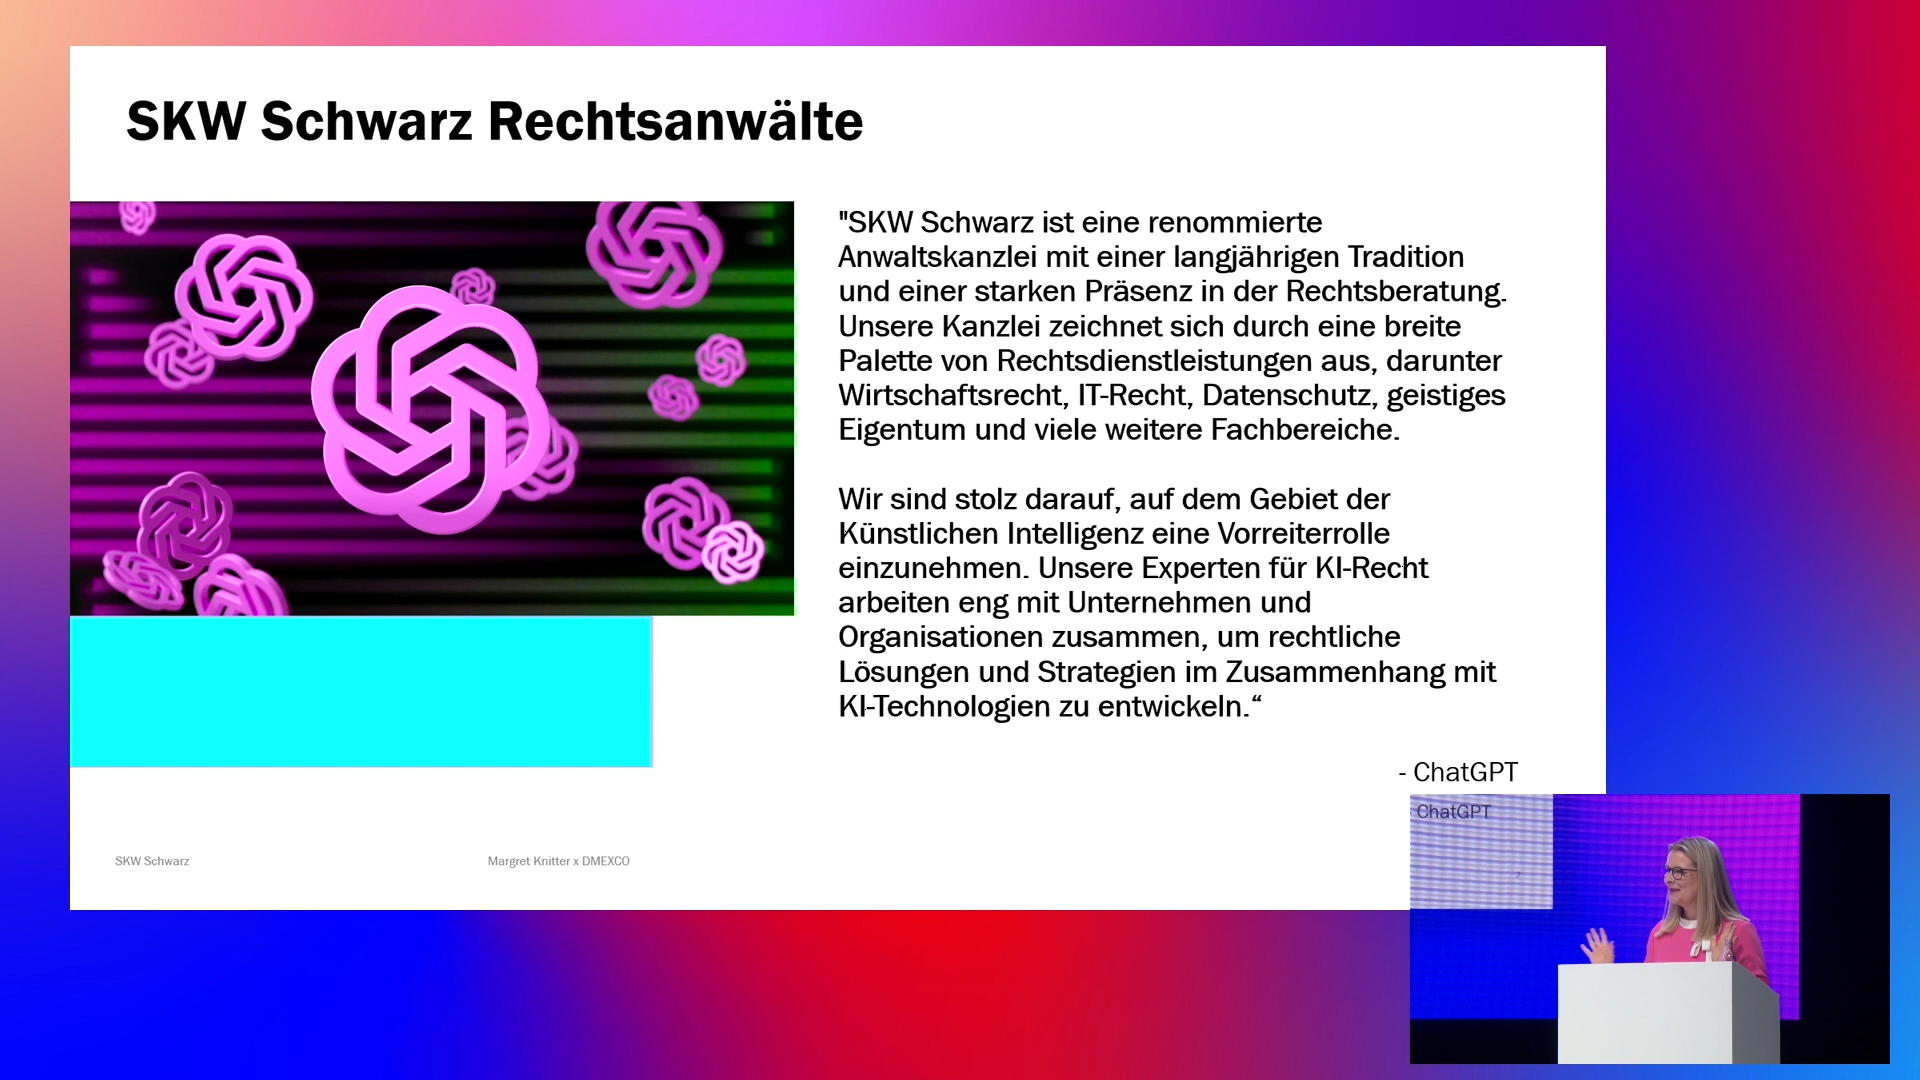 SKW Schwarz Rechtsanwälte
"SKW Schwarz ist eine renommierte
Anwaltskanzlei mit einer langjährigen Tradition
und einer starken Präsenz in der Rechtsberatung.
Unsere Kanzlei zeichnet sich durch eine breite
Palette von Rechtsdienstleistungen aus, darunter
Wirtschaftsrecht, IT-Recht, Datenschutz, geistiges
Eigentum und viele weitere Fachbereiche.
Wir sind stolz darauf, auf dem Gebiet der
Künstlichen Intelligenz eine Vorreiterrolle
einzunehmen. Unsere Experten für KI-Recht
arbeiten eng mit Unternehmen und
Organisationen zusammen, um rechtliche
Lösungen und Strategien im Zusammenhang mit
KI-Technologien zu entwickeln.“
- ChatGPT
ChatGPT
2
SKW Schwarz
Margret Knitter x DMEXCO